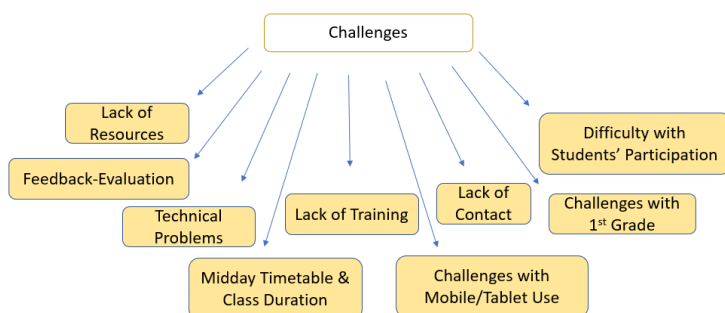 Challenges
Lack of
Resources
Feedback-Evaluation
Technical
Problems
Midday Timetable &
Class Duration
Lack of Training
Challenges with
Mobile/Tablet Use
Lack of
Contact
Challenges with
1st Grade
Difficulty with
Students’ Participation